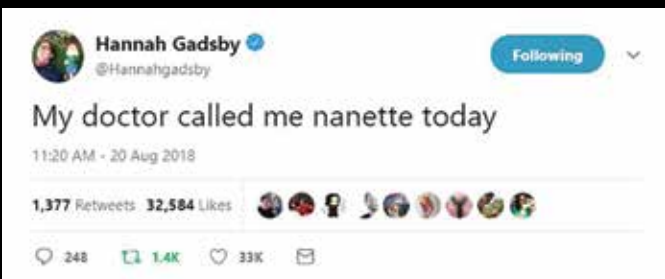 Hannah Gadsby
Following
@Hannahgadsby
My doctor called me nanette today
11:20 AM - 20 Aug 2018
1,377 Retweets 32,584 Likes
248 1.4K 33K